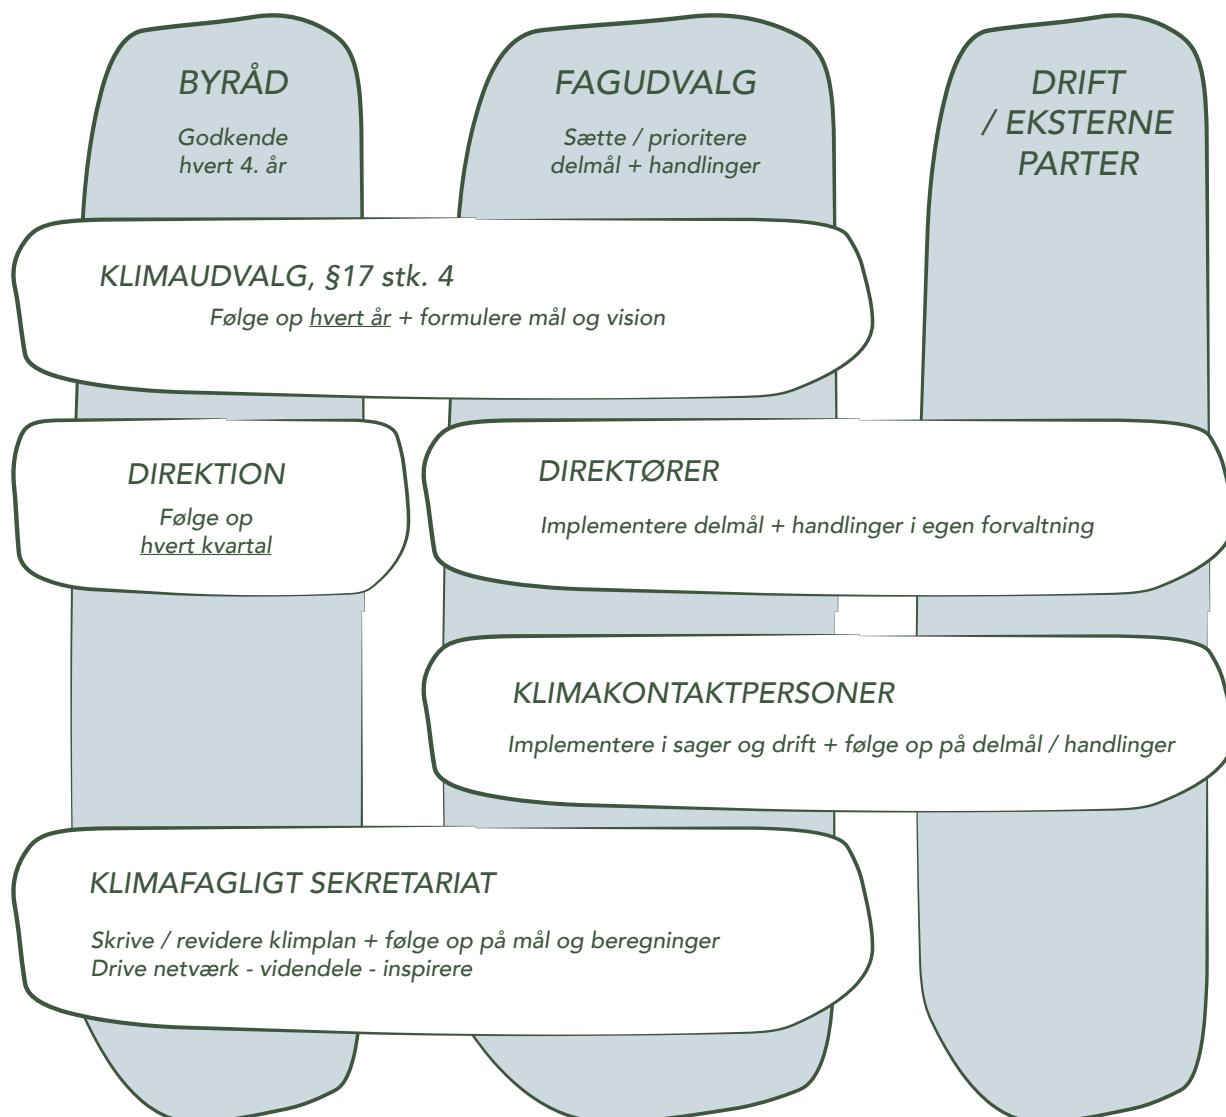 BYRÅD
Godkende
hvert 4. år
FAGUDVALG
Sætte / prioritere
delmål + handlinger
DRIFT
/ EKSTERNE
PARTER
KLIMAUDVALG, §17 stk. 4
Følge op hvert år + formulere mål og vision
DIREKTION
Følge op
hvert kvartal
DIREKTØRER
Implementere delmål + handlinger i egen forvaltning
KLIMAKONTAKTPERSONER
Implementere i sager og drift + følge op på delmål / handlinger
KLIMAFAGLIGT SEKRETARIAT
Skrive / revidere klimplan + følge op på mål og beregninger
Drive netværk - videndele - inspirere